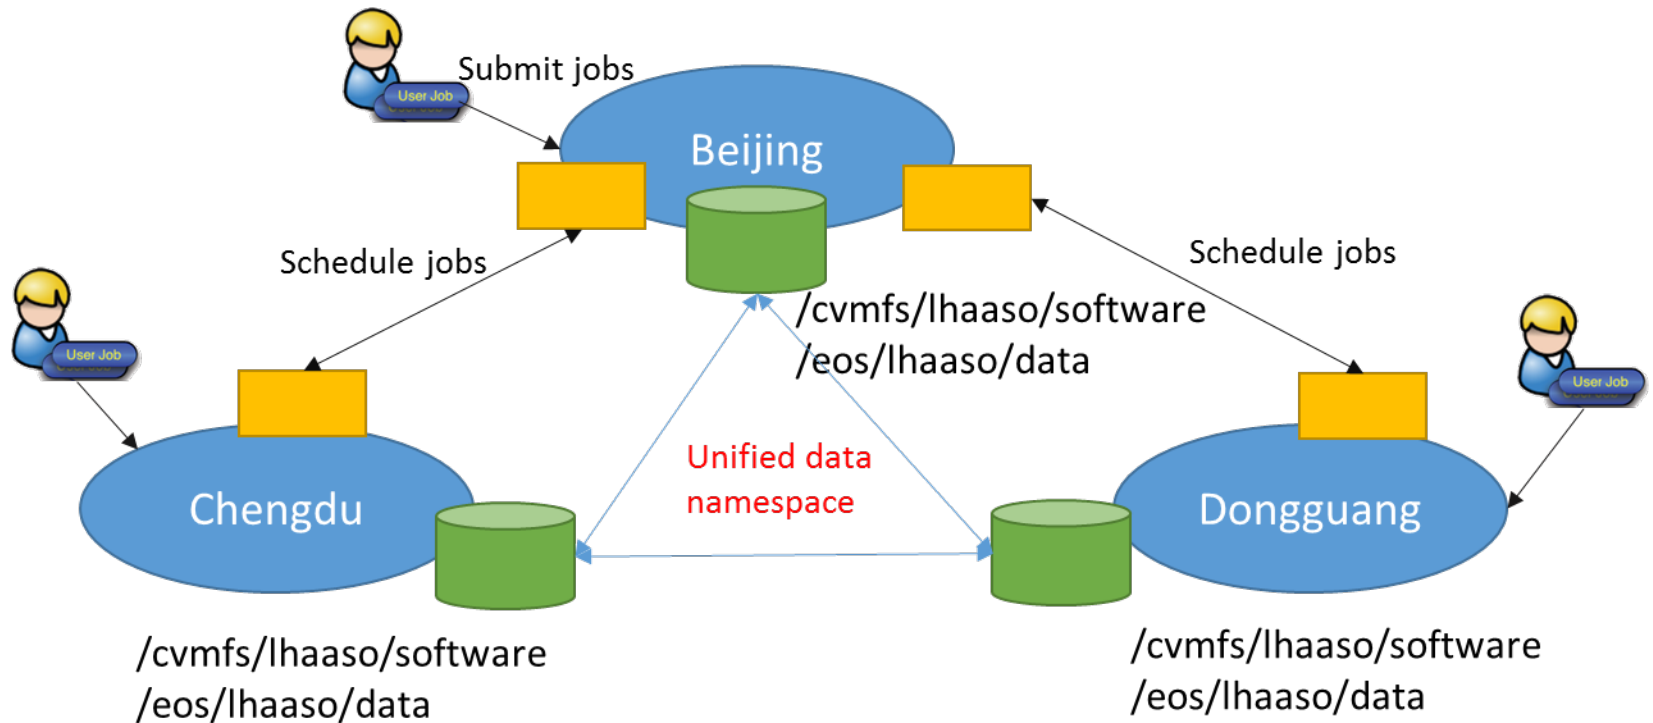 Submit jobs
User Job
Beijing
Schedule jobs
Schedule jobs
/cvmfs/lhaaso/software
/eos/lhaaso/data
User Job
User Job
Unified data
namespace
Chengdu
Dongguang
/cvmfs/lhaaso/software
/eos/lhaaso/data
/cvmfs/lhaaso/software
/eos/lhaaso/data